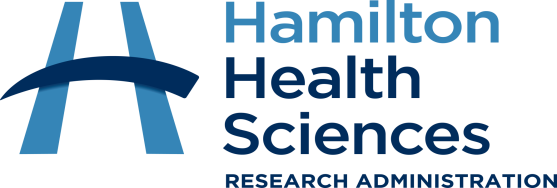 Hamilton
Health
Sciences
RESEARCH ADMINISTRATION